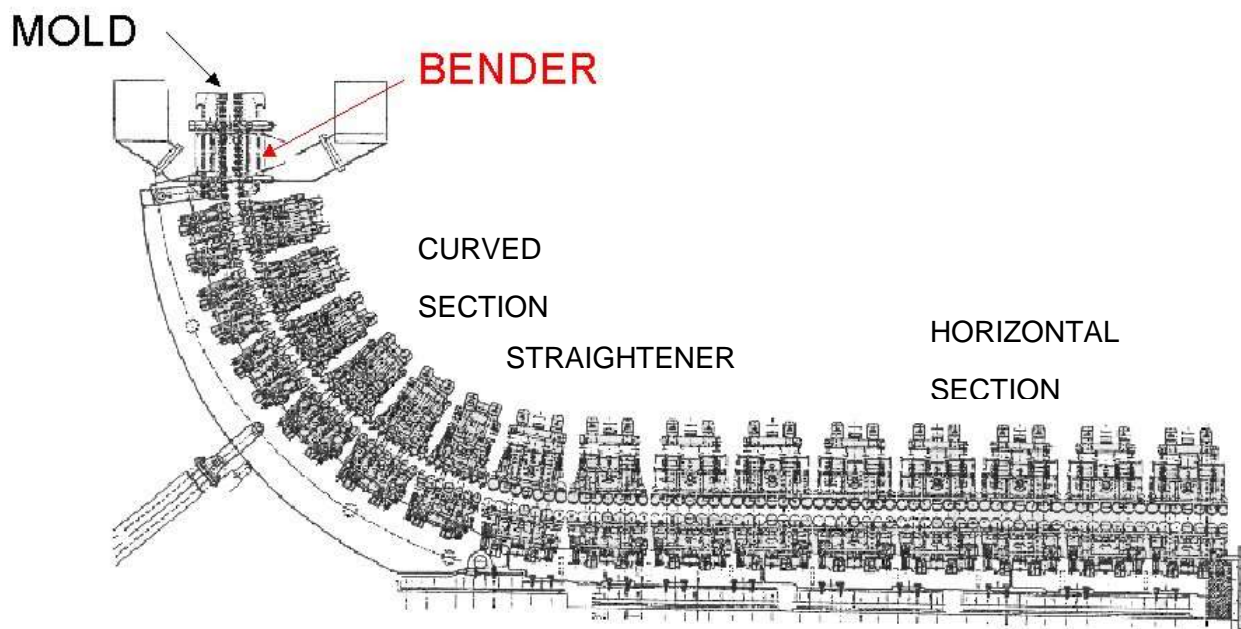 MOLD
BENDER
CURVED
SECTION
STRAIGHTENER
HORIZONTAL
SECTION